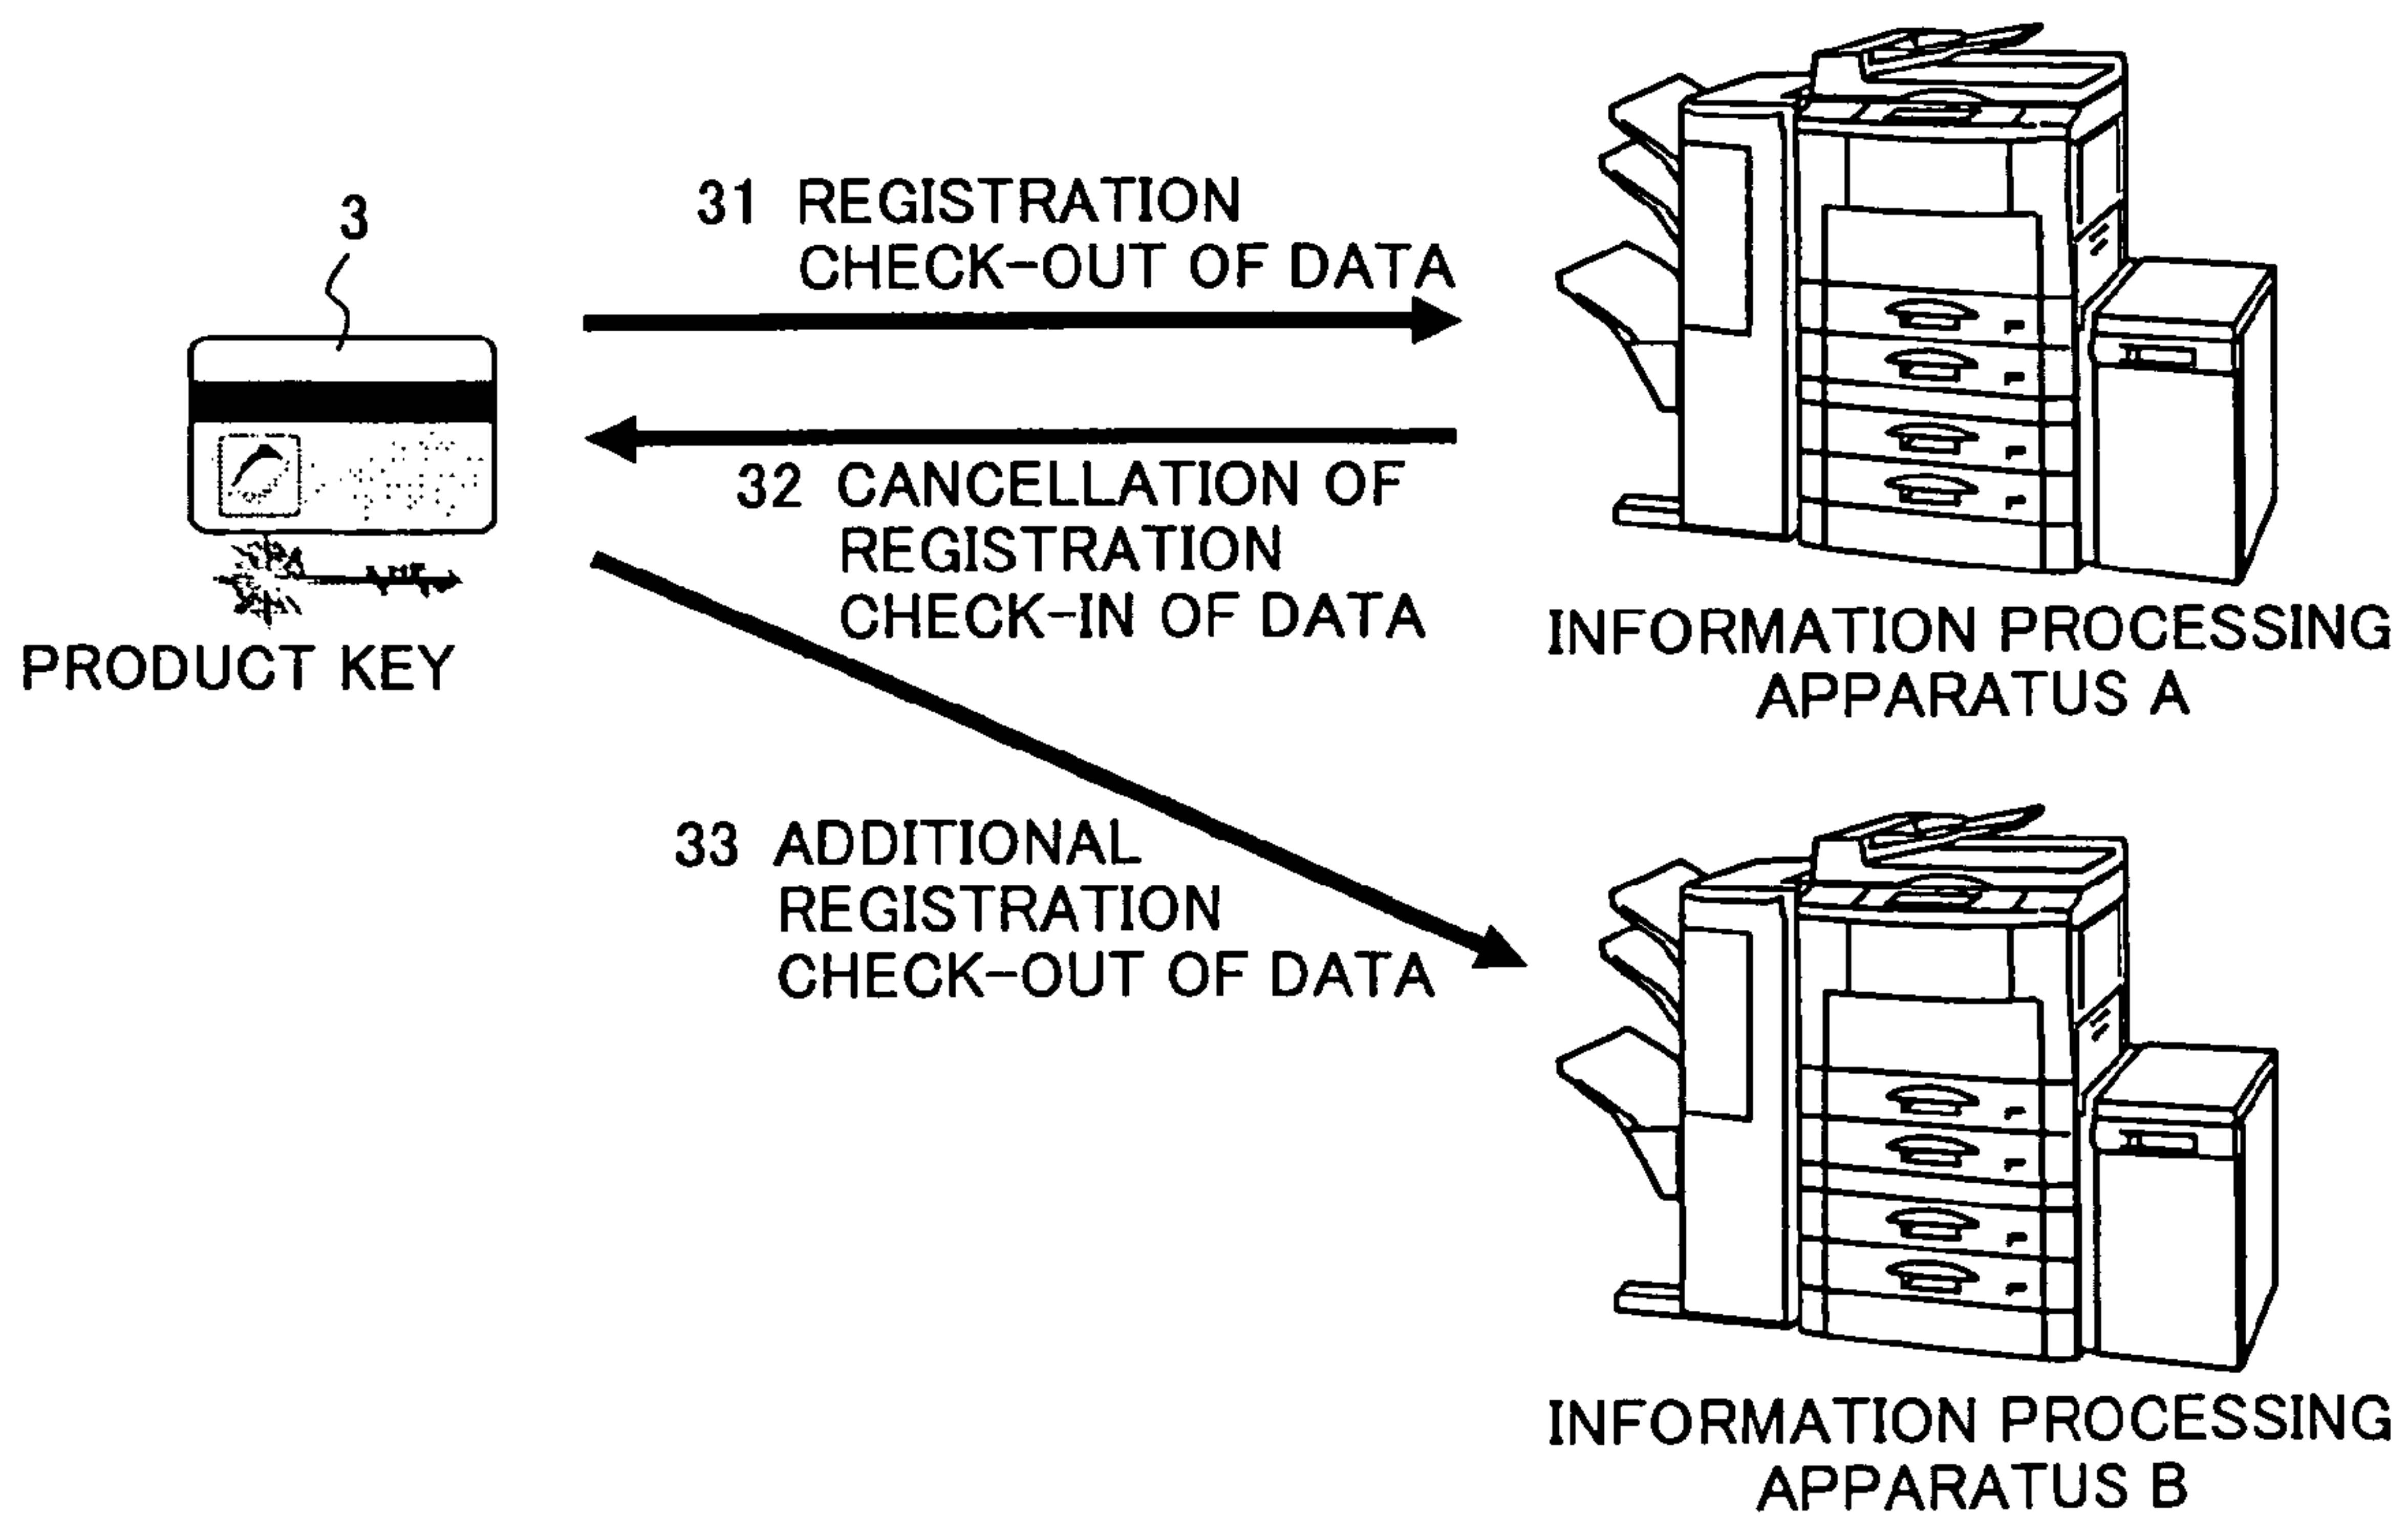 3
31 REGISTRATION
CHECK-OUT OF DATA
32 CANCELLATION OF
REGISTRATION
CHECK-IN OF DATA
PRODUCT KEY
INFORMATION PROCESSING
APPARATUS A
33 ADDITIONAL
REGISTRATION
CHECK-OUT OF DATA
INFORMATION PROCESSING
APPARATUS B